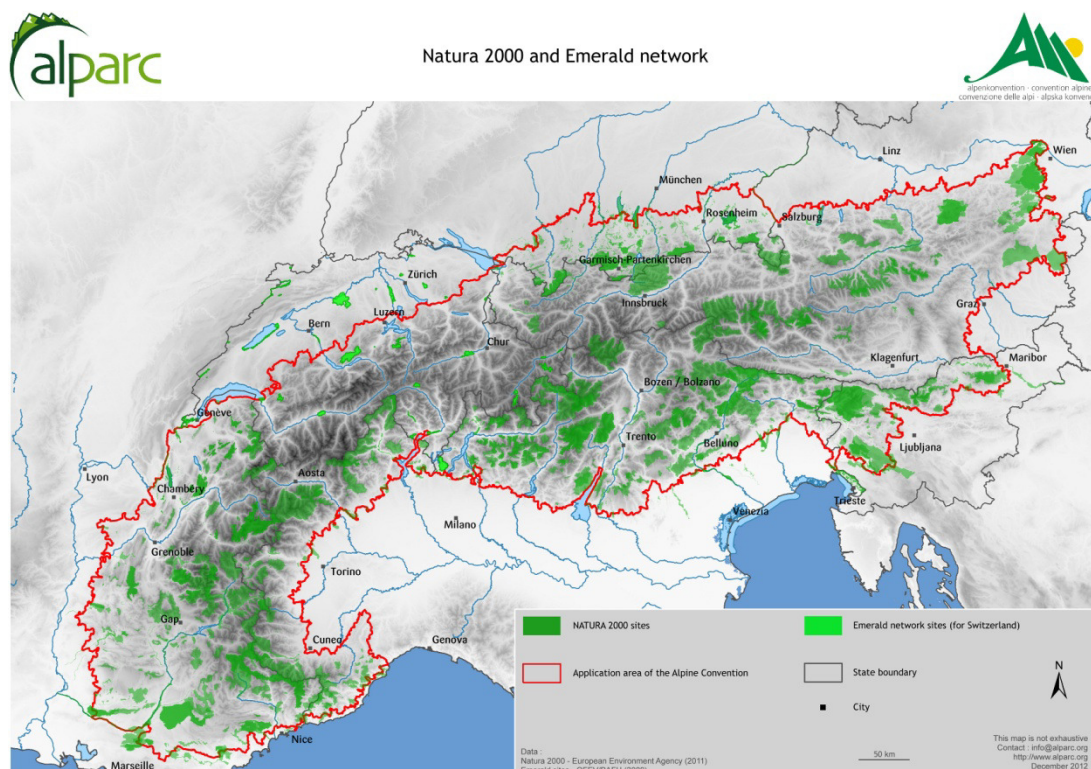 alparc
Natura 2000 and Emerald network
alpenkonvention - convention alpine
convenzione delle alpi - alpska konvenc
Linz
Wien
München
Rosenheim
Salzburg
Garmisch-Partenkirchen
Zürich
Innsbruck
Luzern
Graz
Bern
Chur
Klagenfurt
Maribor
Bozen / Bolzano
Genève
Trento
Belluno
Ljubljana
Lyon
Aosta
Chambéry
Trieste
Milano
Venezia
Grenoble
Torino
Gap
Cuneo
Genova
Nice
Marseille
NATURA 2000 sites
Emerald network sites (for Switzerland)
Application area of the Alpine Convention
State boundary
N
City
Data :
Natura 2000 - European Environment Agency (2011)
50 km
This map is not exhaustive
Contact : info@alparc.org
http://www.alparc.org
December 2012